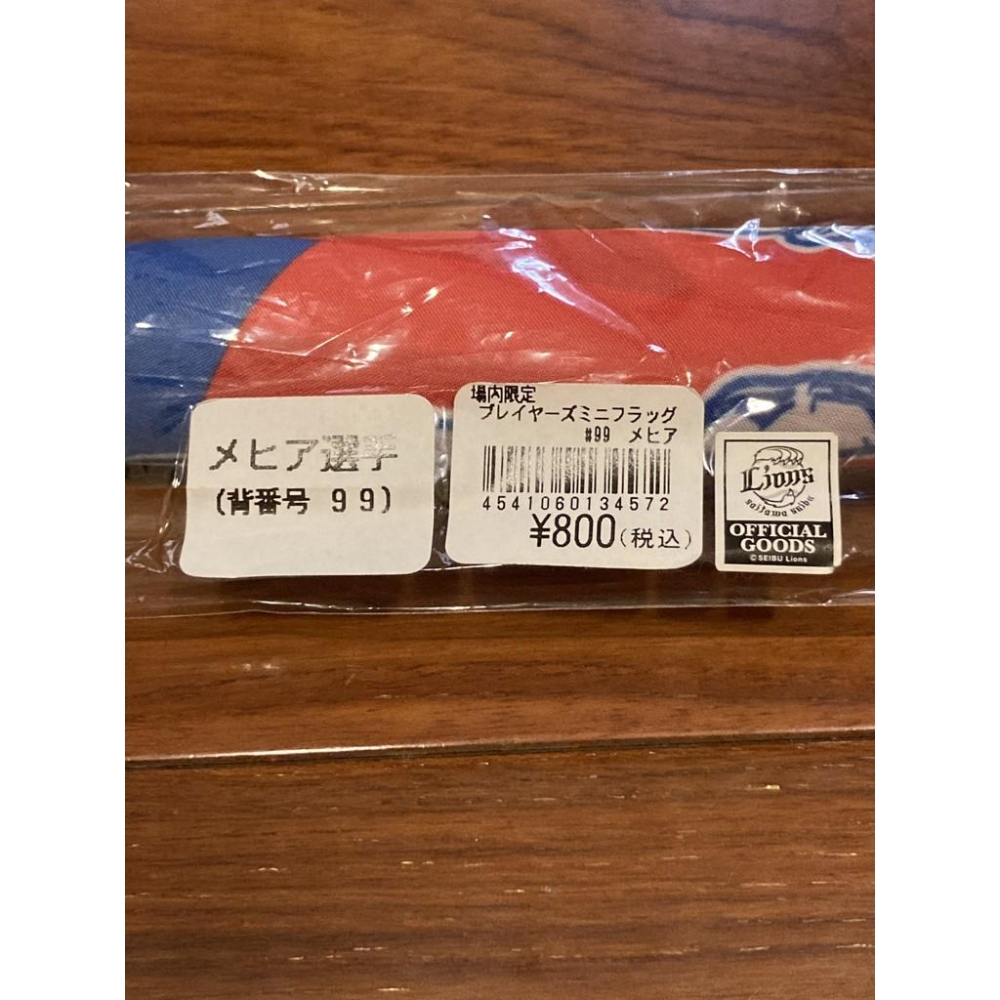 メヒア選手
(背番号 99)
場内限定
プレイヤーズミニフラッグ
#99 メヒア
4541060134572
¥800(税込)
Lions
saitama seibu
OFFICIAL
GOODS
©SEIBU Lions